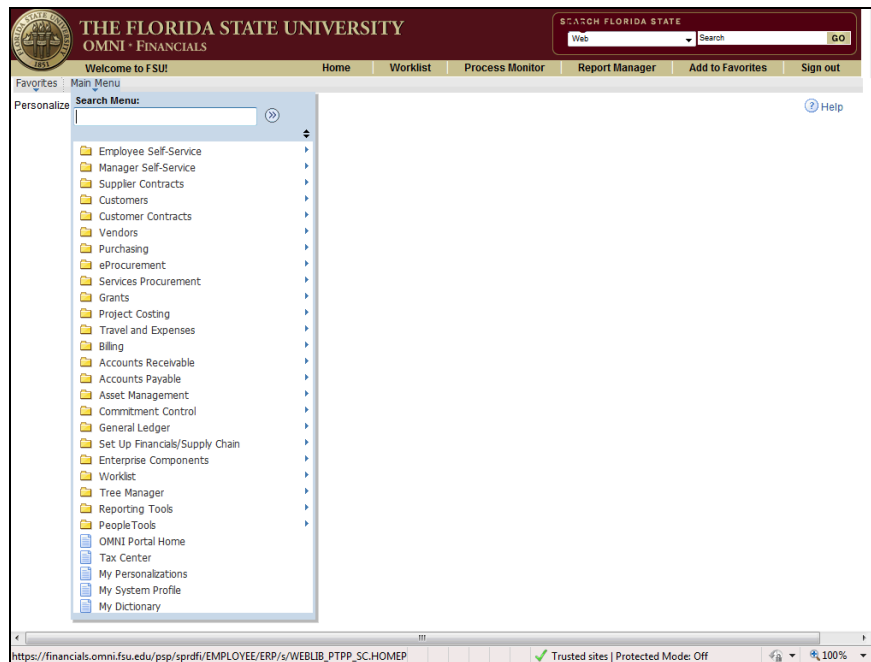 STATE UN
1851
THE FLORIDA STATE UNIVERSITY
OMNI * FINANCIALS
SEARCH FLORIDA STATE
Web
Search
GO
Welcome to FSU!
Home
Worklist
Process Monitor
Report Manager
Add to Favorites
Sign out
Favorites
Main Menu
Personalize
Search Menu:
Help
Employee Self-Service
Manager Self-Service
Supplier Contracts
Customers
Customer Contracts
Vendors
Purchasing
eProcurement
Services Procurement
Grants
Project Costing
Travel and Expenses
Billing
Accounts Receivable
Accounts Payable
Asset Management
Commitment Control
General Ledger
Set Up Financials/Supply Chain
Enterprise Components
Worklist
Tree Manager
Reporting Tools
PeopleTools
OMNI Portal Home
Tax Center
My Personalizations
My System Profile
My Dictionary
https://financials.omni.fsu.edu/psp/sprdfi/EMPLOYEE/ERP/s/WEBLIB_PTPP_SC.HOMEP
Trusted sites | Protected Mode: Off
100%